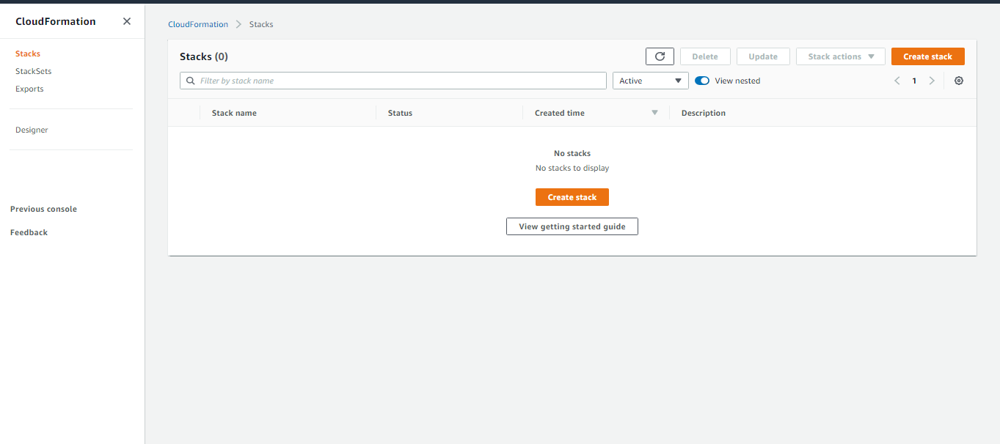 CloudFormation
Stacks
StackSets
Exports
Designer
Previous console
Feedback
CloudFormation Stacks
Stacks (0) Delete Update Stack actions Create stack
Filter by stack name Active View nested 1
Stack name Status Created time Description
No stacks
No stacks to display
Create stack
View getting started guide